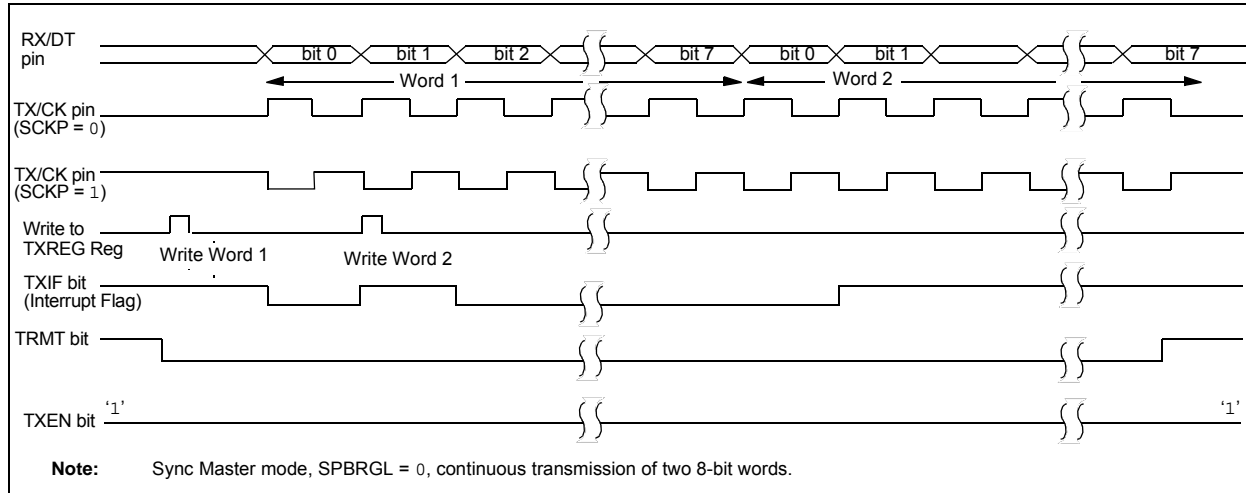 RX/DT
pin
bit 0 bit 1 bit 2 bit 7 bit 0 bit 1 bit 7
Word 1 Word 2
TX/CK pin
(SCKP = 0)
TX/CK pin
(SCKP = 1)
Write to
TXREG Reg
Write Word 1 Write Word 2
TXIF bit
(Interrupt Flag)
TRMT bit
TXEN bit ‘1’ ‘1’
Note: Sync Master mode, SPBRGL = 0, continuous transmission of two 8-bit words.